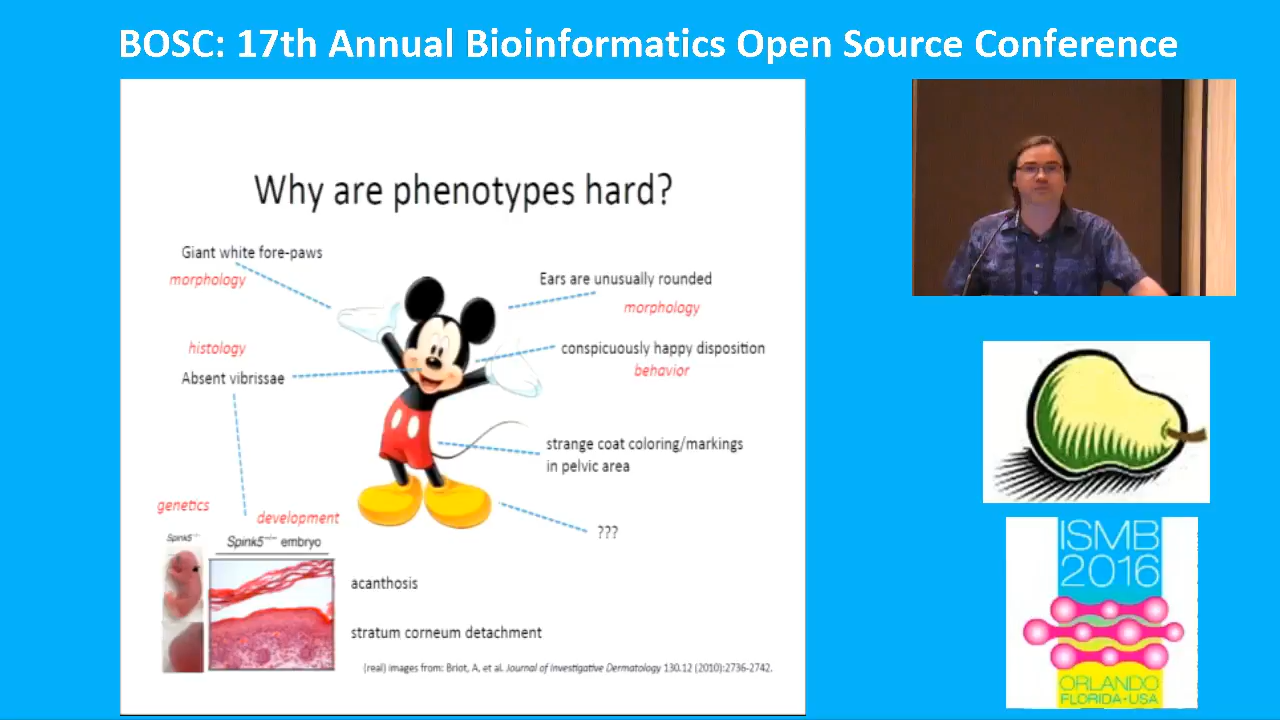 BOSC: 17th Annual Bioinformatics Open Source Conference
Why are phenotypes hard?
Giant white fore-paws
morphology
Ears are unusually rounded
morphology
histology
Absent vibrissae
conspicuously happy disposition
behavior
strange coat coloring/markings
in pelvic area
genetics
development
???
Spink5-/-
Spink5-/- embryo
acanthosis
stratum corneum detachment
(real) images from: Briot, A, et al. Journal of Investigative Dermatology 130.12 (2010):2736-2742.
ISMB
2016
ORLANDO
FLORIDA•USA